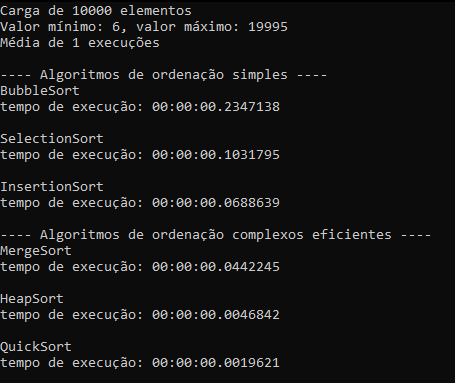 Carga de 10000 elementos
Valor mínimo: 6, valor máximo: 19995
Média de 1 execuções
---- Algoritmos de ordenação simples ----
BubbleSort
tempo de execução: 00:00:00.2347138
SelectionSort
tempo de execução: 00:00:00.1031795
InsertionSort
tempo de execução: 00:00:00.0688639
---- Algoritmos de ordenação complexos eficientes ----
MergeSort
tempo de execução: 00:00:00.0442245
HeapSort
tempo de execução: 00:00:00.0046842
QuickSort
tempo de execução: 00:00:00.0019621